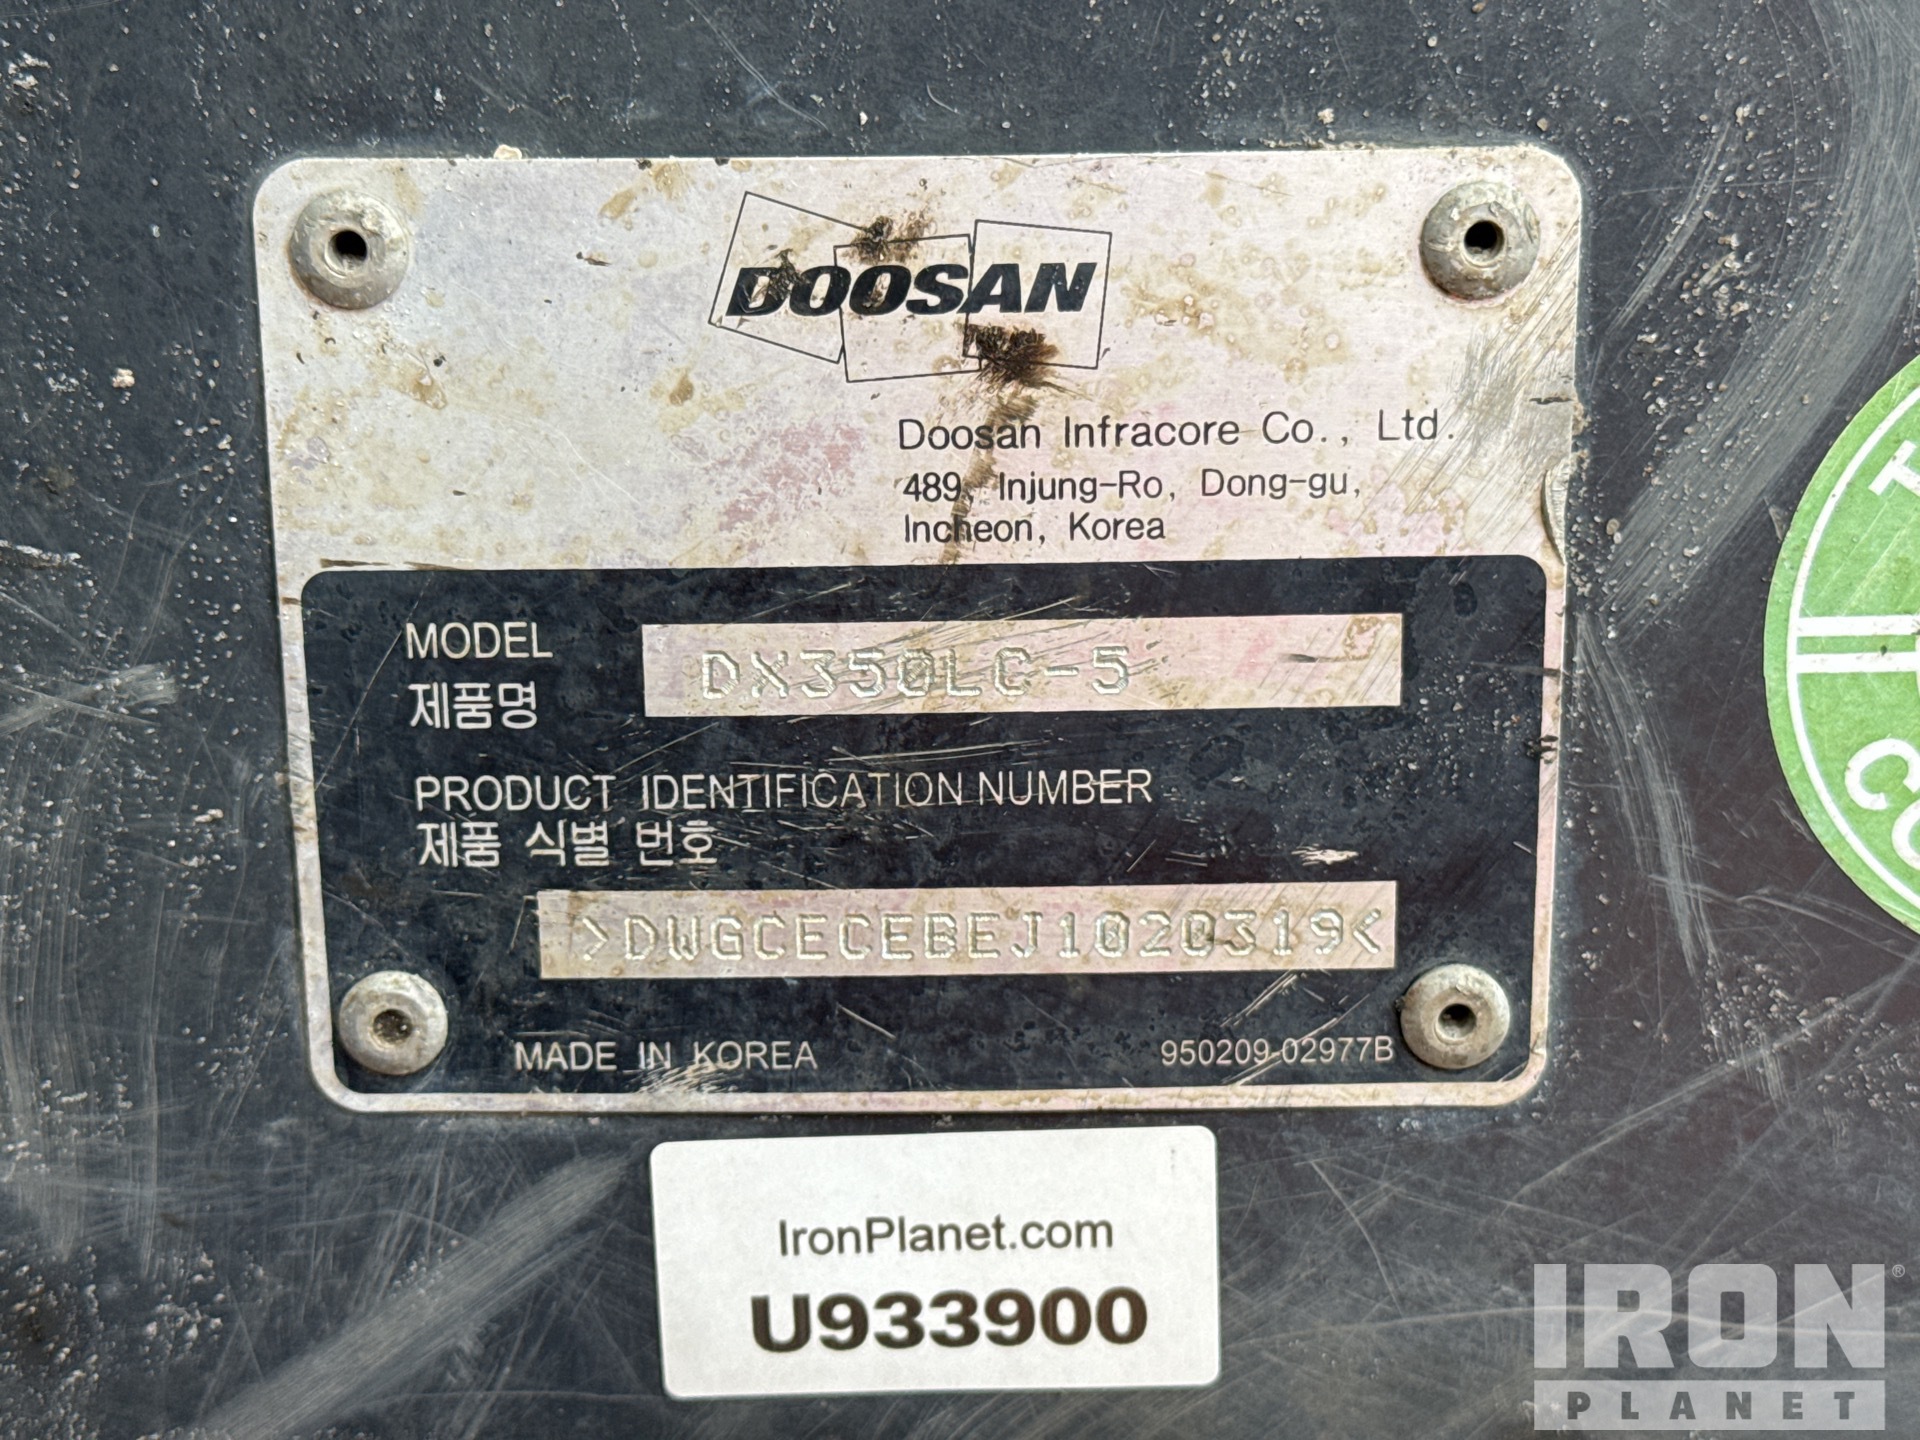 DOOSAN
Doosan Infracore Co., Ltd.
489, Injung-Ro, Dong-gu,
Incheon, Korea
MODEL
제품명
DX350LC-5
PRODUCT IDENTIFICATION NUMBER
제품 식별 번호
>DWGCECEBEJ1020319<
MADE IN KOREA
950209-02977B
IronPlanet.com
U933900
CO
IRON®
PLANET